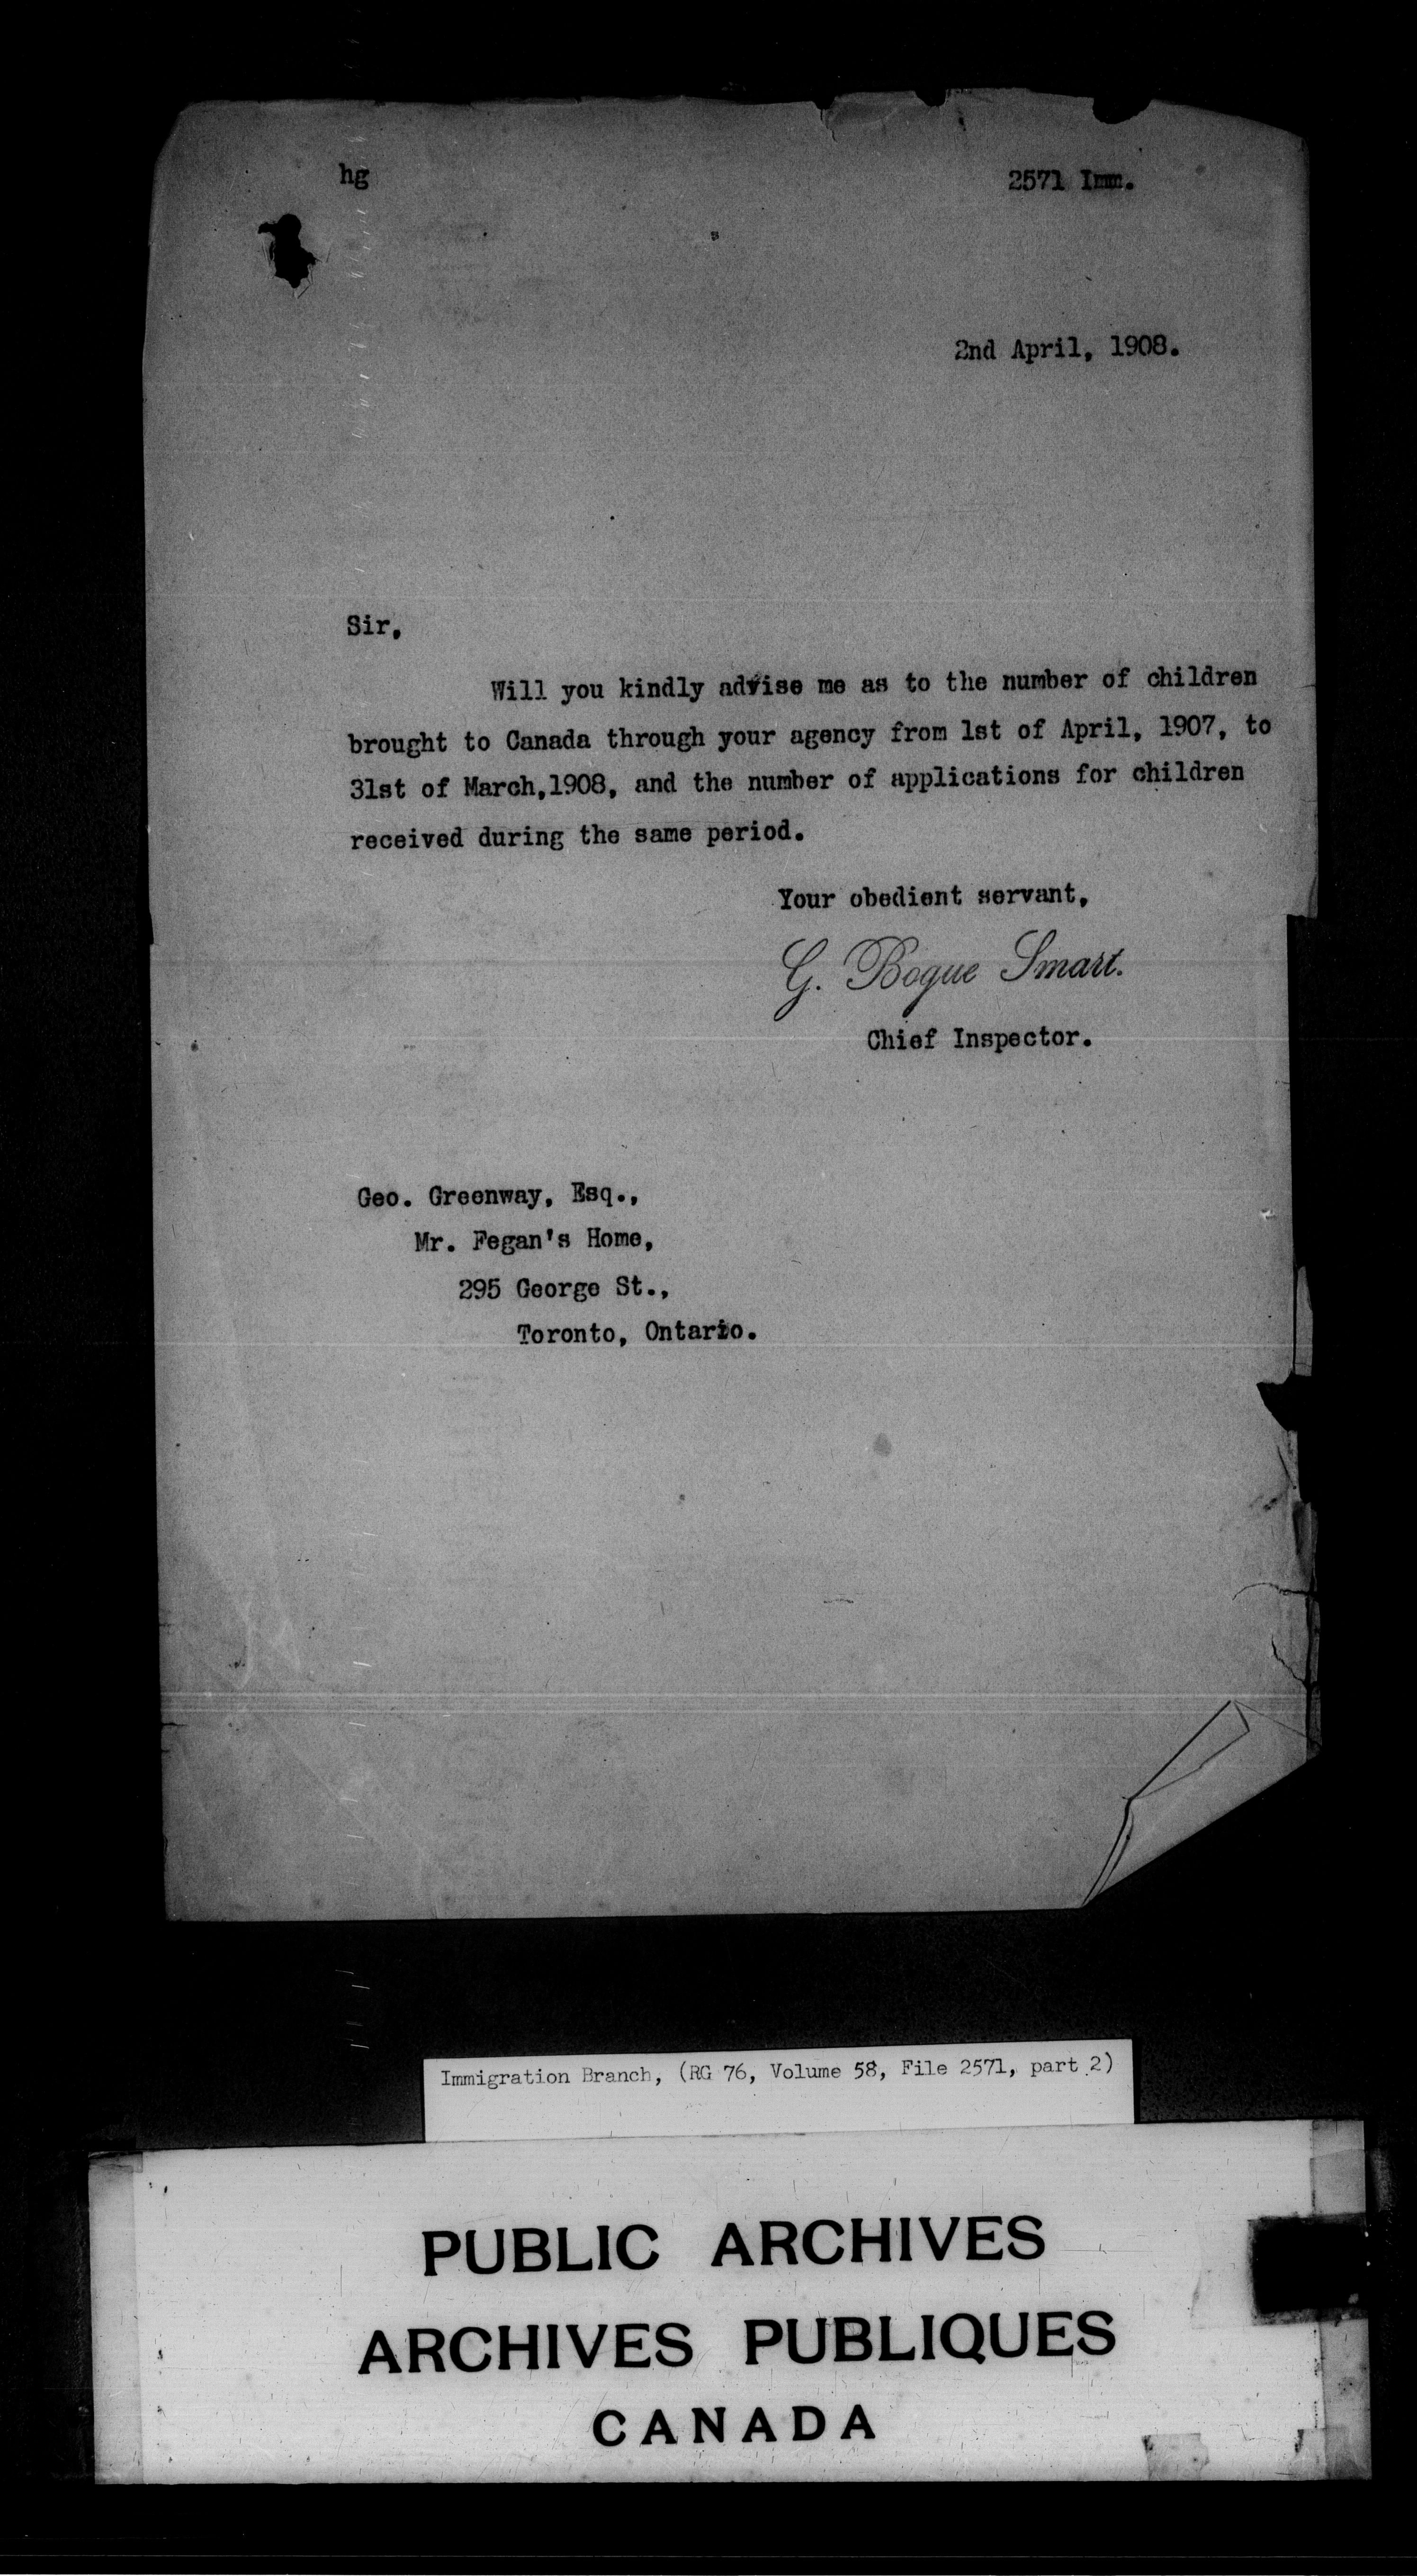 hg
2571 Imm.
2nd April, 1908.
Sir,
Will you kindly advise me as to the number of children
brought to Canada through your agency from 1st of April, 1907, to
31st of March,1908, and the number of applications for children
received during the same period.
Your obedient servant,
G. Bogue Smart.
Chief Inspector.
Geo. Greenway, Esq.,
Mr. Fegan's Home,
295 George St.,
Toronto, Ontario.
Immigration Branch, (RG 76, Volume 58, File 2571, part 2)
PUBLIC ARCHIVES
ARCHIVES PUBLIQUES
CANADA